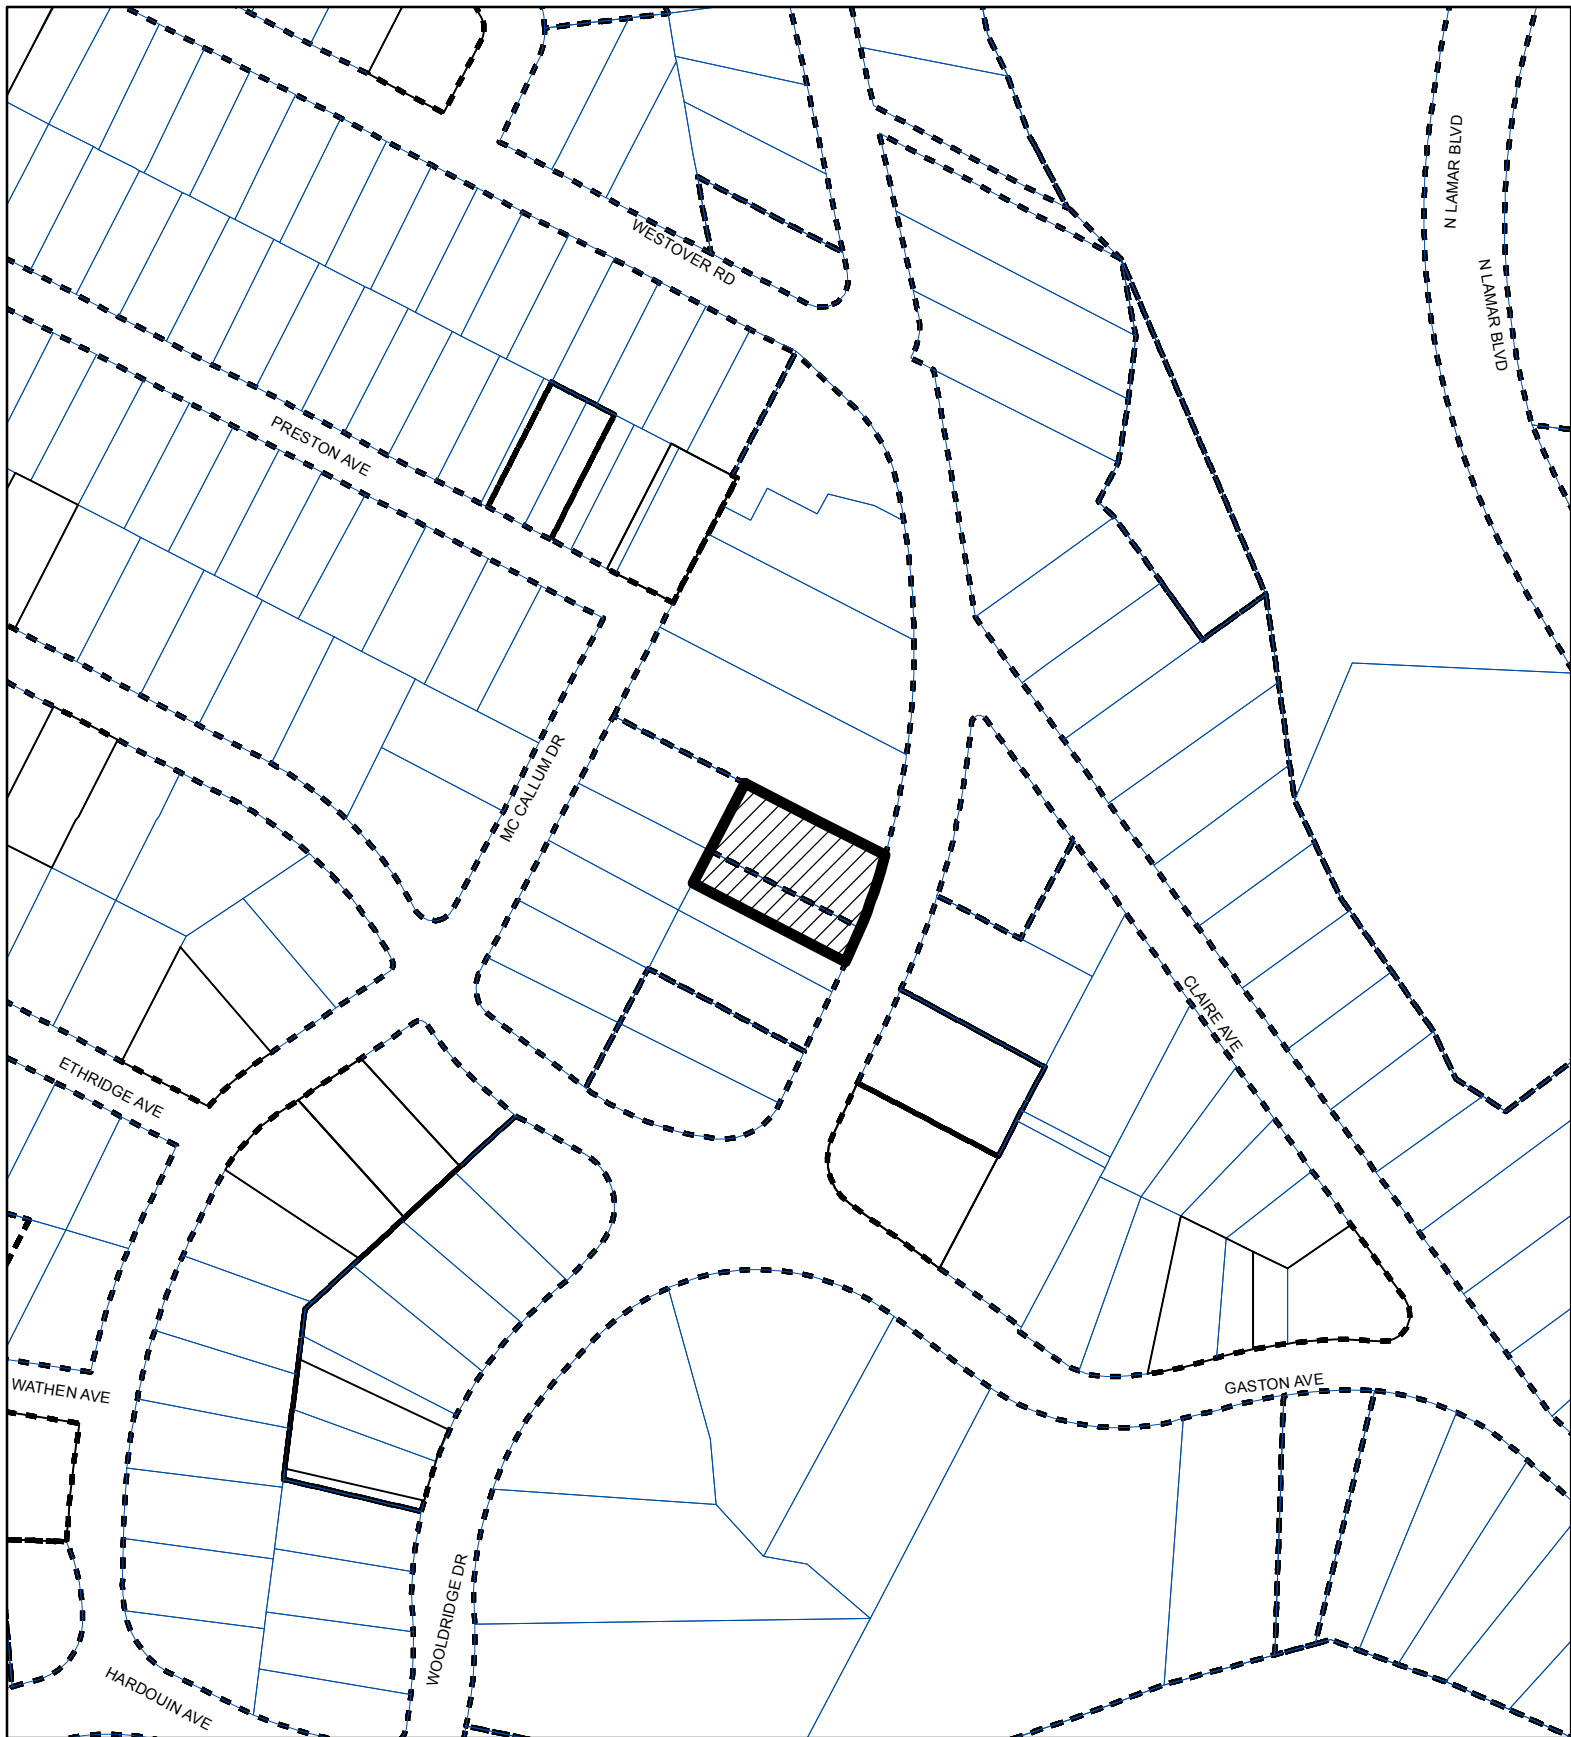 N LAMAR BLVD
WESTOVER RD
N LAMAR BLVD
PRESTON AVE
MC CALLUM DR
CLAIRE AVE
ETHRIDGE AVE
WATHEN AVE
GASTON AVE
WOOLDRIDGE DR
HARDOUIN AVE